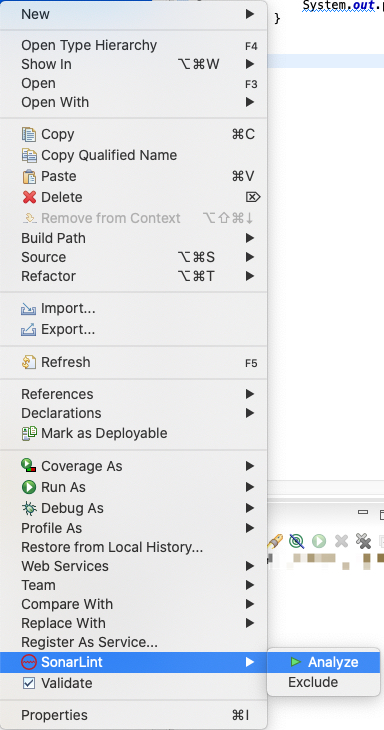 New
System.out.p
}
Open Type Hierarchy F4
Show In ⌥⌘W
Open F3
Open With
Copy ⌘C
Copy Qualified Name
Paste ⌘V
Delete ⌦
Remove from Context ⌥⇧⌘↓
Build Path
Source ⌥⌘S
Refactor ⌥⌘T
Import...
Export...
Refresh F5
References
Declarations
Mark as Deployable
Coverage As
Run As
Debug As
Profile As
Restore from Local History...
Web Services
Team
Compare With
Replace With
Register As Service...
SonarLint
Analyze
Validate
Exclude
Properties ⌘I